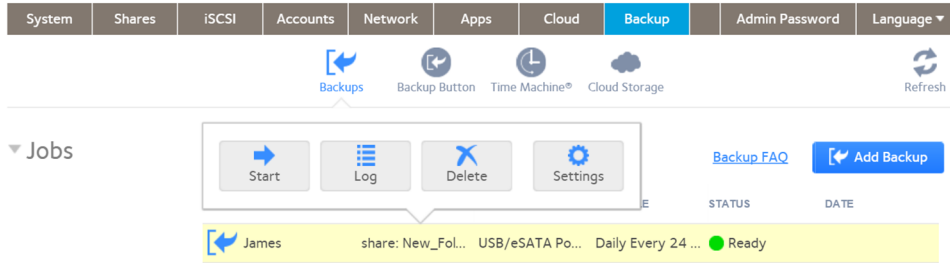 System Shares iSCSI Accounts Network Apps Cloud Backup Admin Password Language
Backups Backup Button Time Machine® Cloud Storage Refresh
Jobs
Start Log Delete Settings
Backup FAQ Add Backup
STATUS DATE
James share: New_Fol... USB/eSATA Po... Daily Every 24 ... Ready